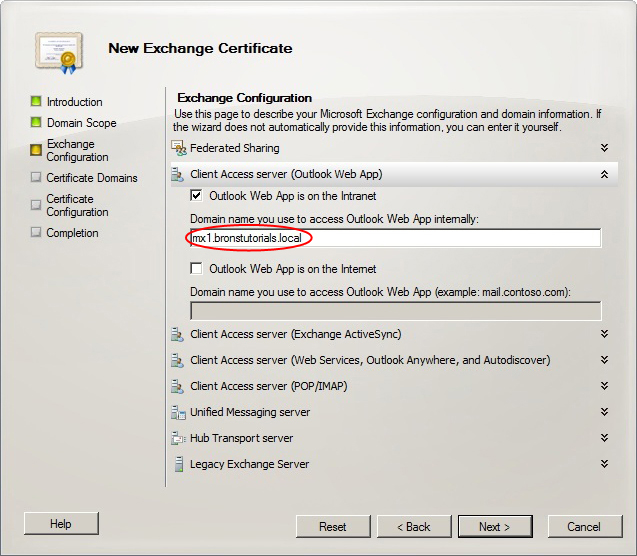 New Exchange Certificate
Introduction
Domain Scope
Exchange
Configuration
Certificate Domains
Certificate
Configuration
Completion
Exchange Configuration
Use this page to describe your Microsoft Exchange configuration and domain information. If
the wizard does not automatically provide this information, you can enter it yourself.
Federated Sharing
Client Access server (Outlook Web App)
Outlook Web App is on the Intranet
Domain name you use to access Outlook Web App internally:
mx1.bronstutorials.local
Outlook Web App is on the Internet
Domain name you use to access Outlook Web App (example: mail.contoso.com):
Client Access server (Exchange ActiveSync)
Client Access server (Web Services, Outlook Anywhere, and Autodiscover)
Client Access server (POP/IMAP)
Unified Messaging server
Hub Transport server
Legacy Exchange Server
Help
Reset
< Back
Next >
Cancel